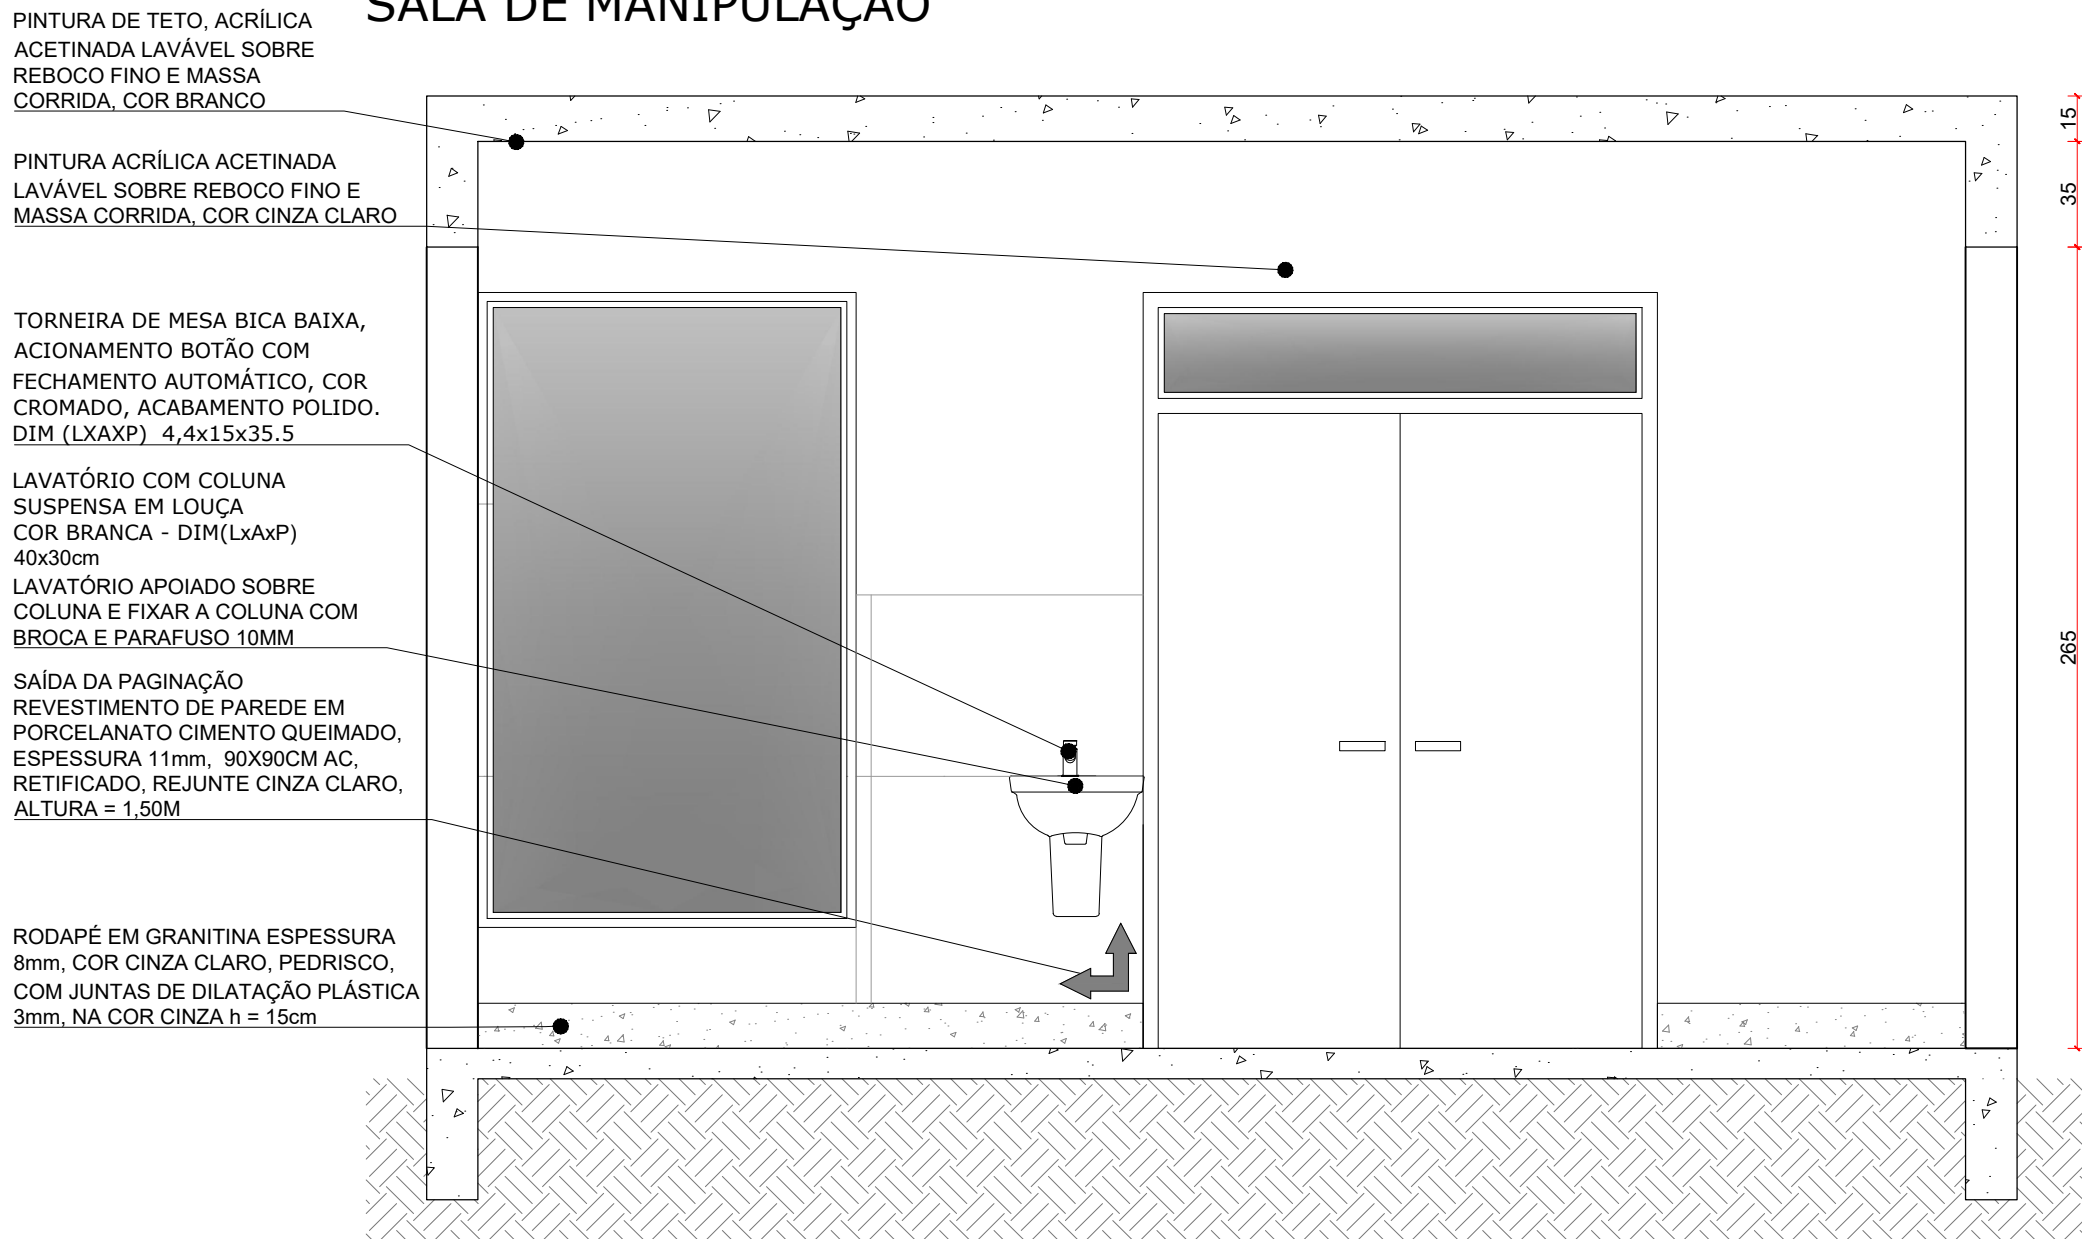 SALA DE MANIPULAÇÃO
PINTURA DE TETO, ACRÍLICA
ACETINADA LAVÁVEL SOBRE
REBOCO FINO E MASSA
CORRIDA, COR BRANCO
PINTURA ACRÍLICA ACETINADA
LAVÁVEL SOBRE REBOCO FINO E
MASSA CORRIDA, COR CINZA CLARO
TORNEIRA DE MESA BICA BAIXA,
ACIONAMENTO BOTÃO COM
FECHAMENTO AUTOMÁTICO, COR
CROMADO, ACABAMENTO POLIDO.
DIM (LXAXP) 4,4x15x35.5
LAVATÓRIO COM COLUNA
SUSPENSA EM LOUÇA
COR BRANCA - DIM(LxAxP)
40x30cm
LAVATÓRIO APOIADO SOBRE
COLUNA E FIXAR A COLUNA COM
BROCA E PARAFUSO 10MM
SAÍDA DA PAGINAÇÃO
REVESTIMENTO DE PAREDE EM
PORCELANATO CIMENTO QUEIMADO,
ESPESSURA 11mm, 90X90CM AC,
RETIFICADO, REJUNTE CINZA CLARO,
ALTURA = 1,50M
RODAPÉ EM GRANITINA ESPESSURA
8mm, COR CINZA CLARO, PEDRISCO,
COM JUNTAS DE DILATAÇÃO PLÁSTICA
3mm, NA COR CINZA h = 15cm
15
35
265